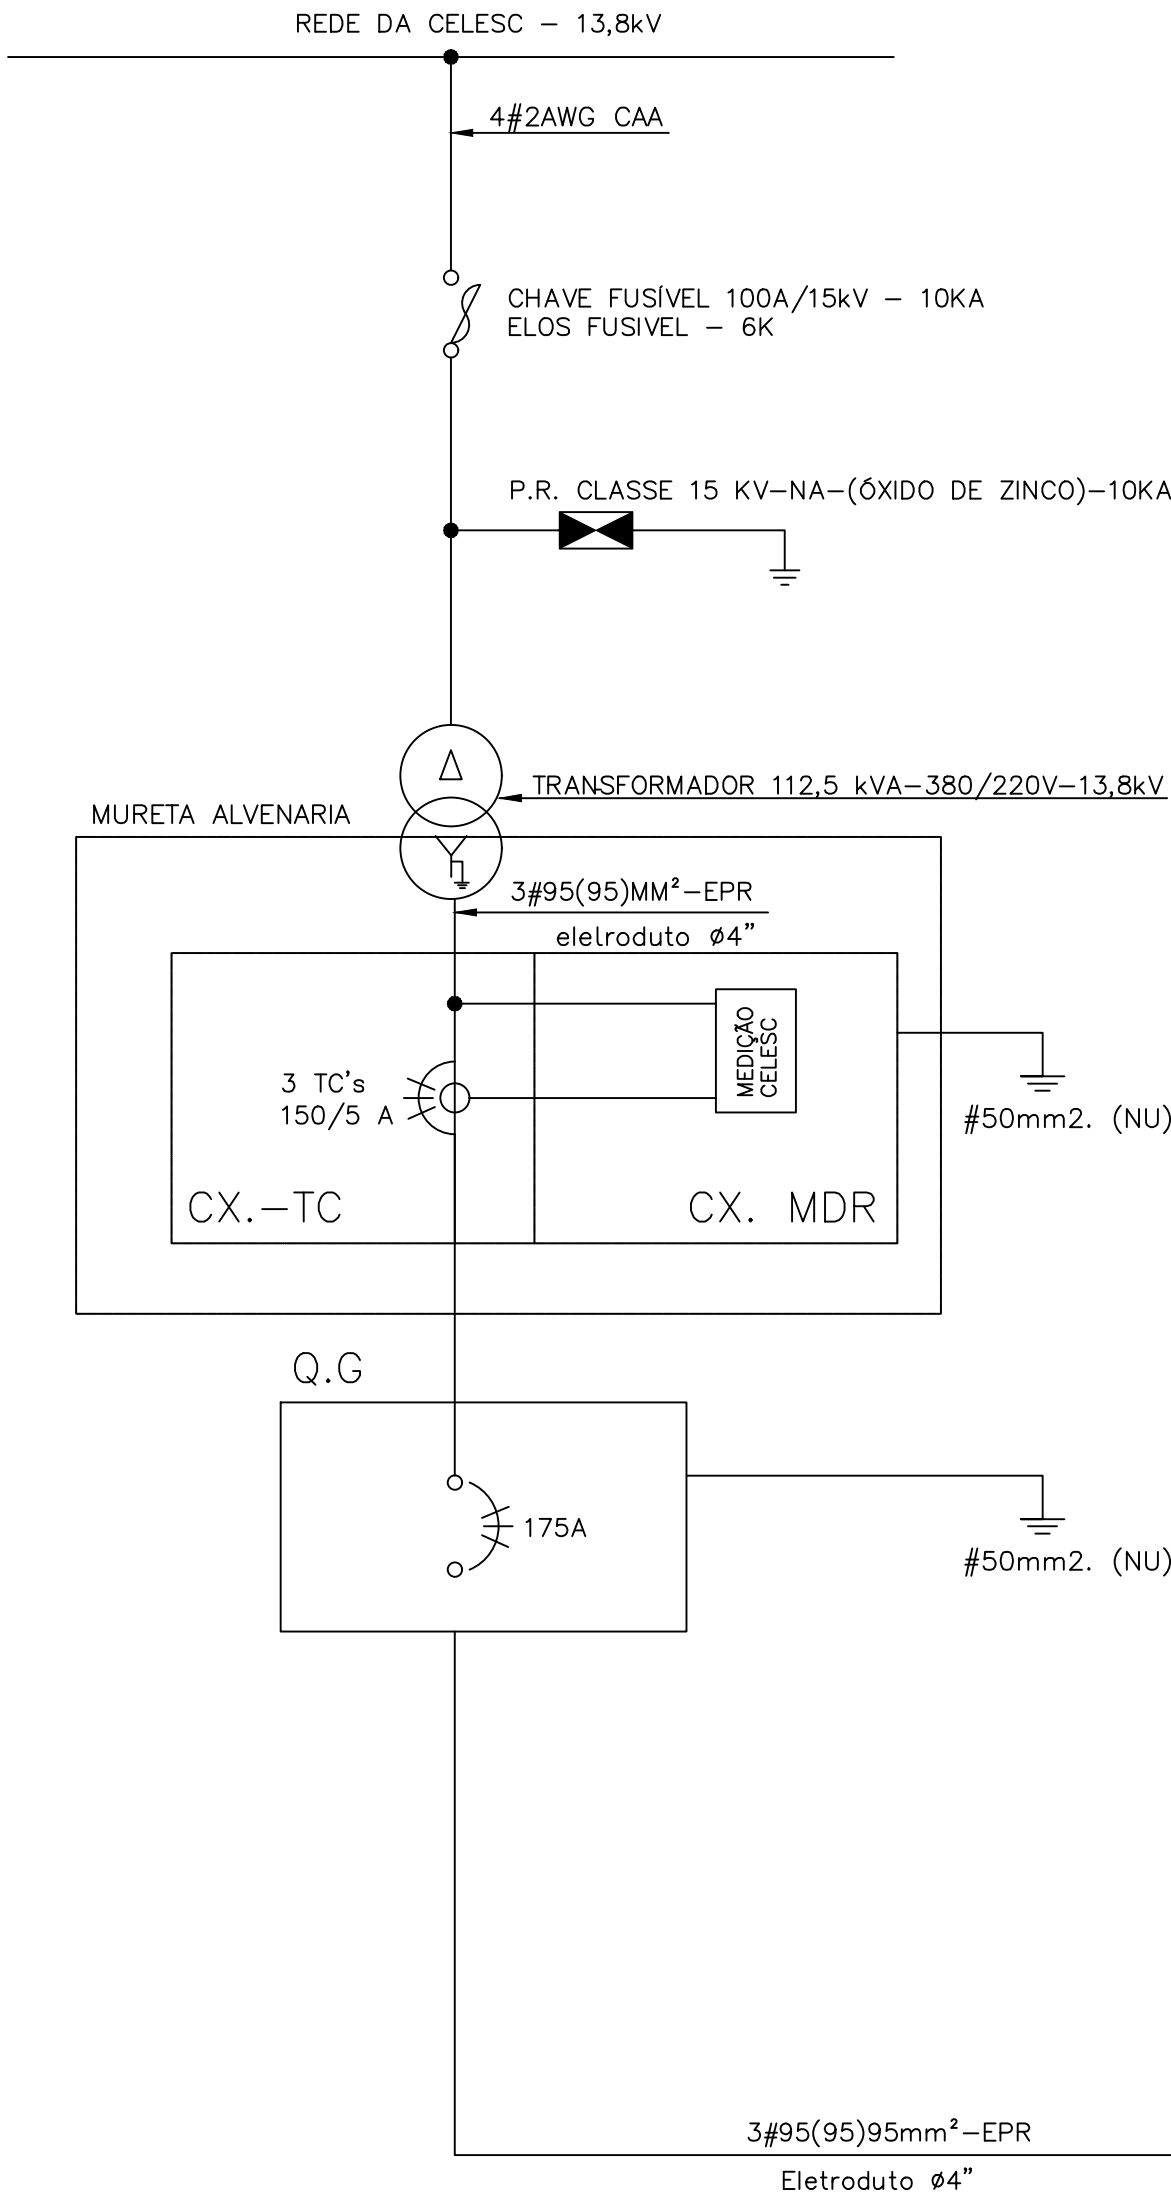 REDE DA CELESC - 13,8kV
4#2AWG CAA
CHAVE FUSÍVEL 100A/15kV - 10KA
ELOS FUSIVEL - 6K
P.R. CLASSE 15 KV-NA-(ÓXIDO DE ZINCO)-10KA
Δ
TRANSFORMADOR 112,5 kVA-380/220V-13,8kV
MURETA ALVENARIA
3#95(95)MM²-EPR
eletroduto ø4"
MEDIÇÃO
CELESC
3 TC's
150/5 A
#50mm2. (NU)
CX.-TC
CX. MDR
Q.G
175A
#50mm2. (NU)
3#95(95)95mm²-EPR
Eletroduto ø4"